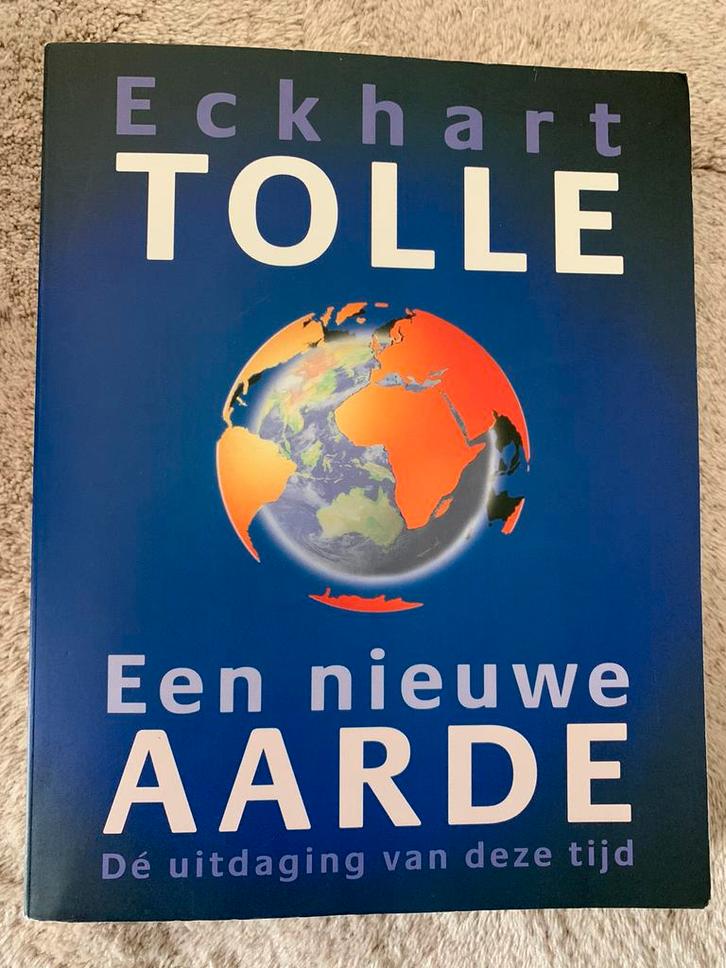 Eckhart
TOLLE
Een nieuwe
AARDE
Dé uitdaging van deze tijd